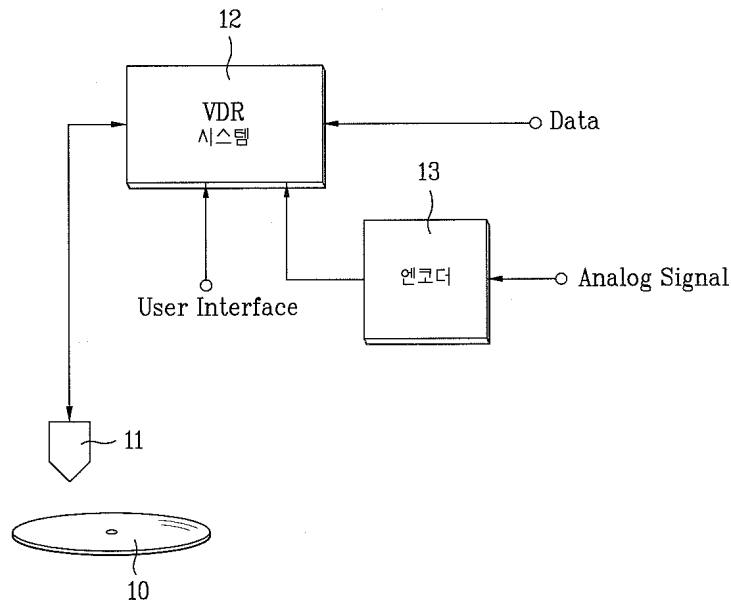 12
VDR
시스템
Data
13
엔코더
Analog Signal
User Interface
11
10